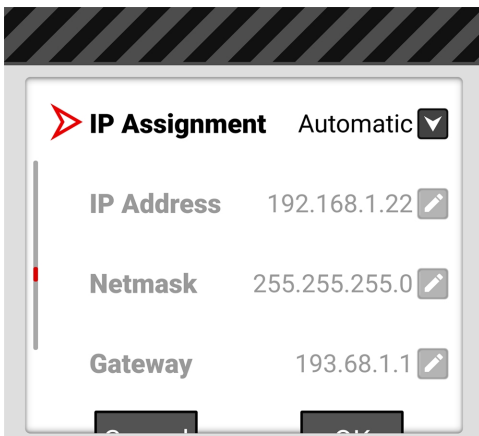 IP Assignment Automatic
IP Address 192.168.1.22
Netmask 255.255.255.0
Gateway 193.68.1.1